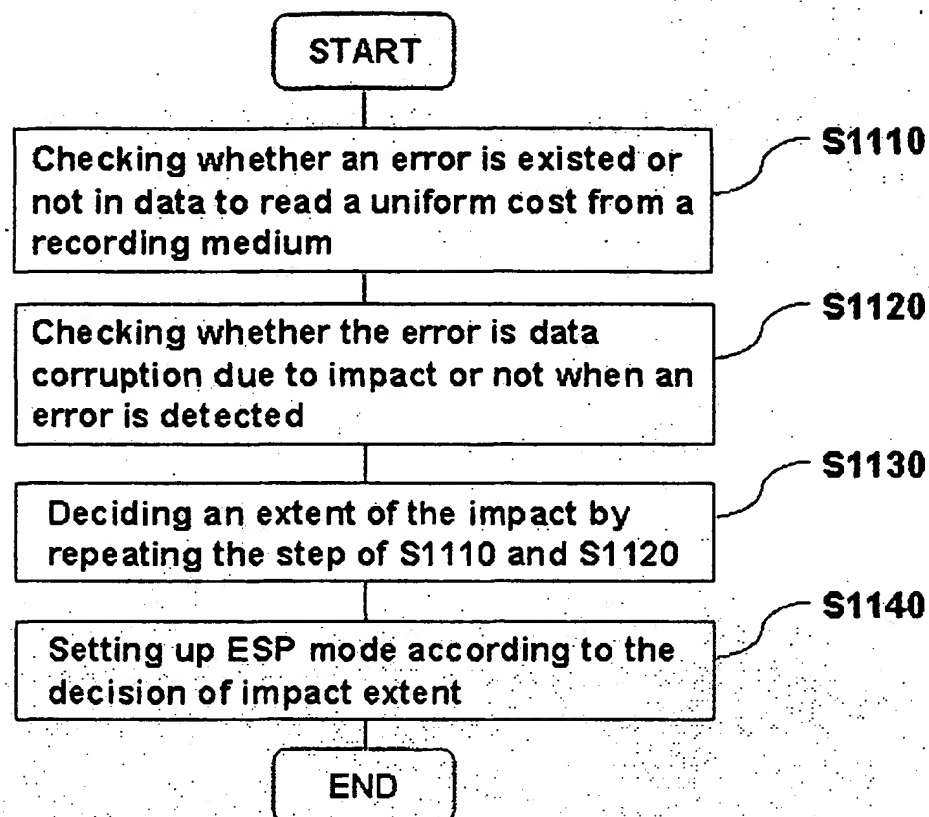 START
Checking whether an error is existed or
not in data to read a uniform cost from a
recording medium
S1110
Checking whether the error is data
corruption due to impact or not when an
error is detected
S1120
Deciding an extent of the impact by
repeating the step of S1110 and S1120
S1130
Setting up ESP mode according to the
decision of impact extent
S1140
END